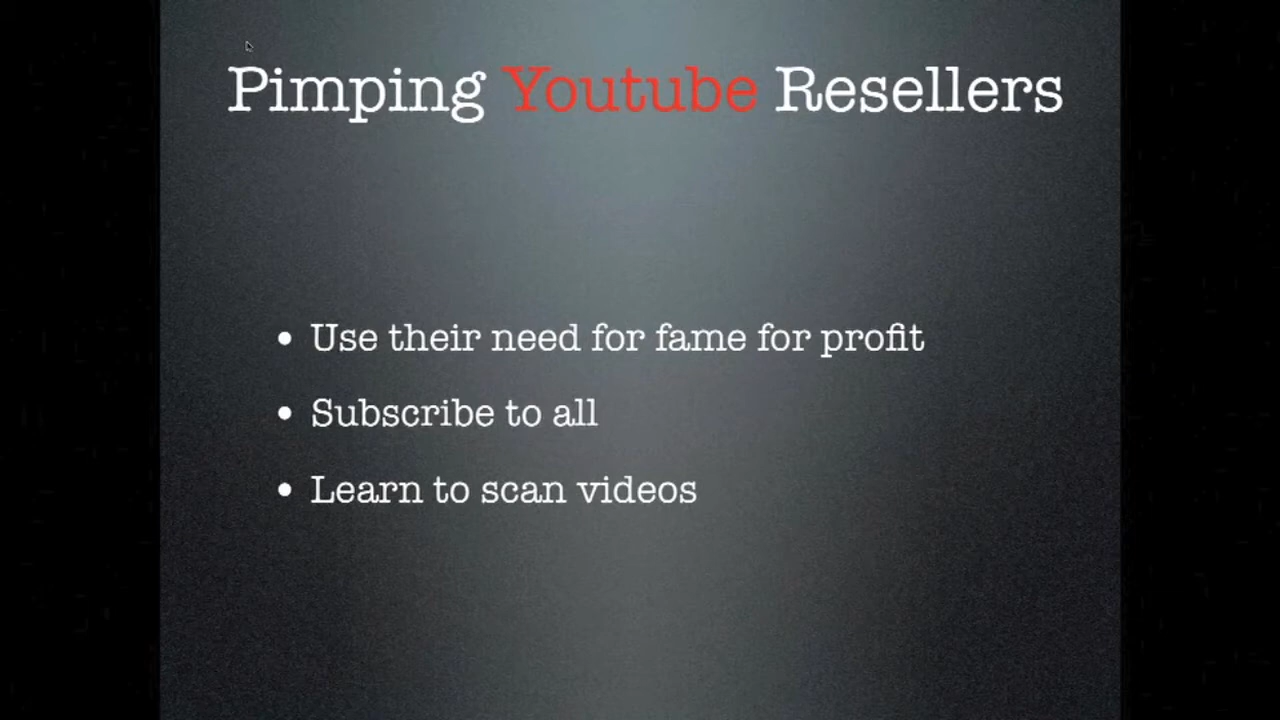 Pimping Youtube Resellers
• Use their need for fame for profit
• Subscribe to all
• Learn to scan videos